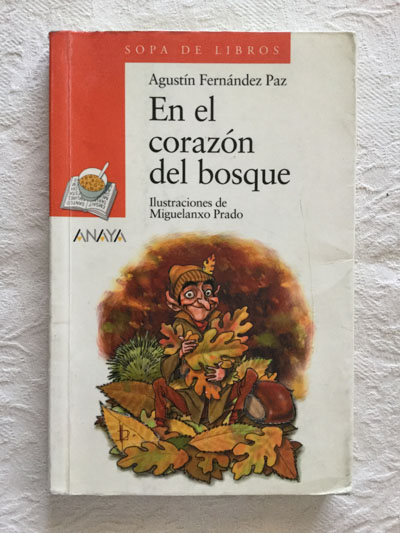 SOPA DE LIBROS
Agustín Fernández Paz
En el
corazón
del bosque
Ilustraciones de
Miguelanxo Prado
ANAYA